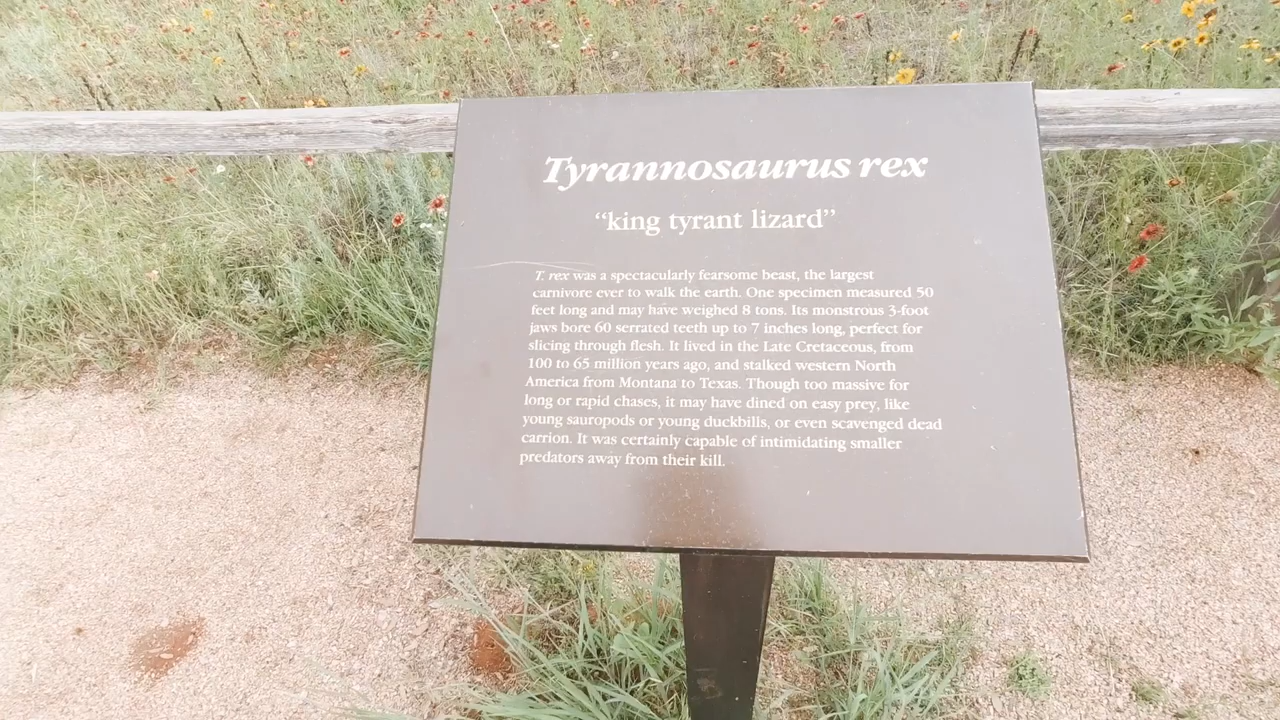 Tyrannosaurus rex
“king tyrant lizard”
T. rex was a spectacularly fearsome beast, the largest
carnivore ever to walk the earth. One specimen measured 50
feet long and may have weighed 8 tons. Its monstrous 3-foot
jaws bore 60 serrated teeth up to 7 inches long, perfect for
slicing through flesh. It lived in the Late Cretaceous, from
100 to 65 million years ago, and stalked western North
America from Montana to Texas. Though too massive for
long or rapid chases, it may have dined on easy prey, like
young sauropods or young duckbills, or even scavenged dead
carrion. It was certainly capable of intimidating smaller
predators away from their kill.